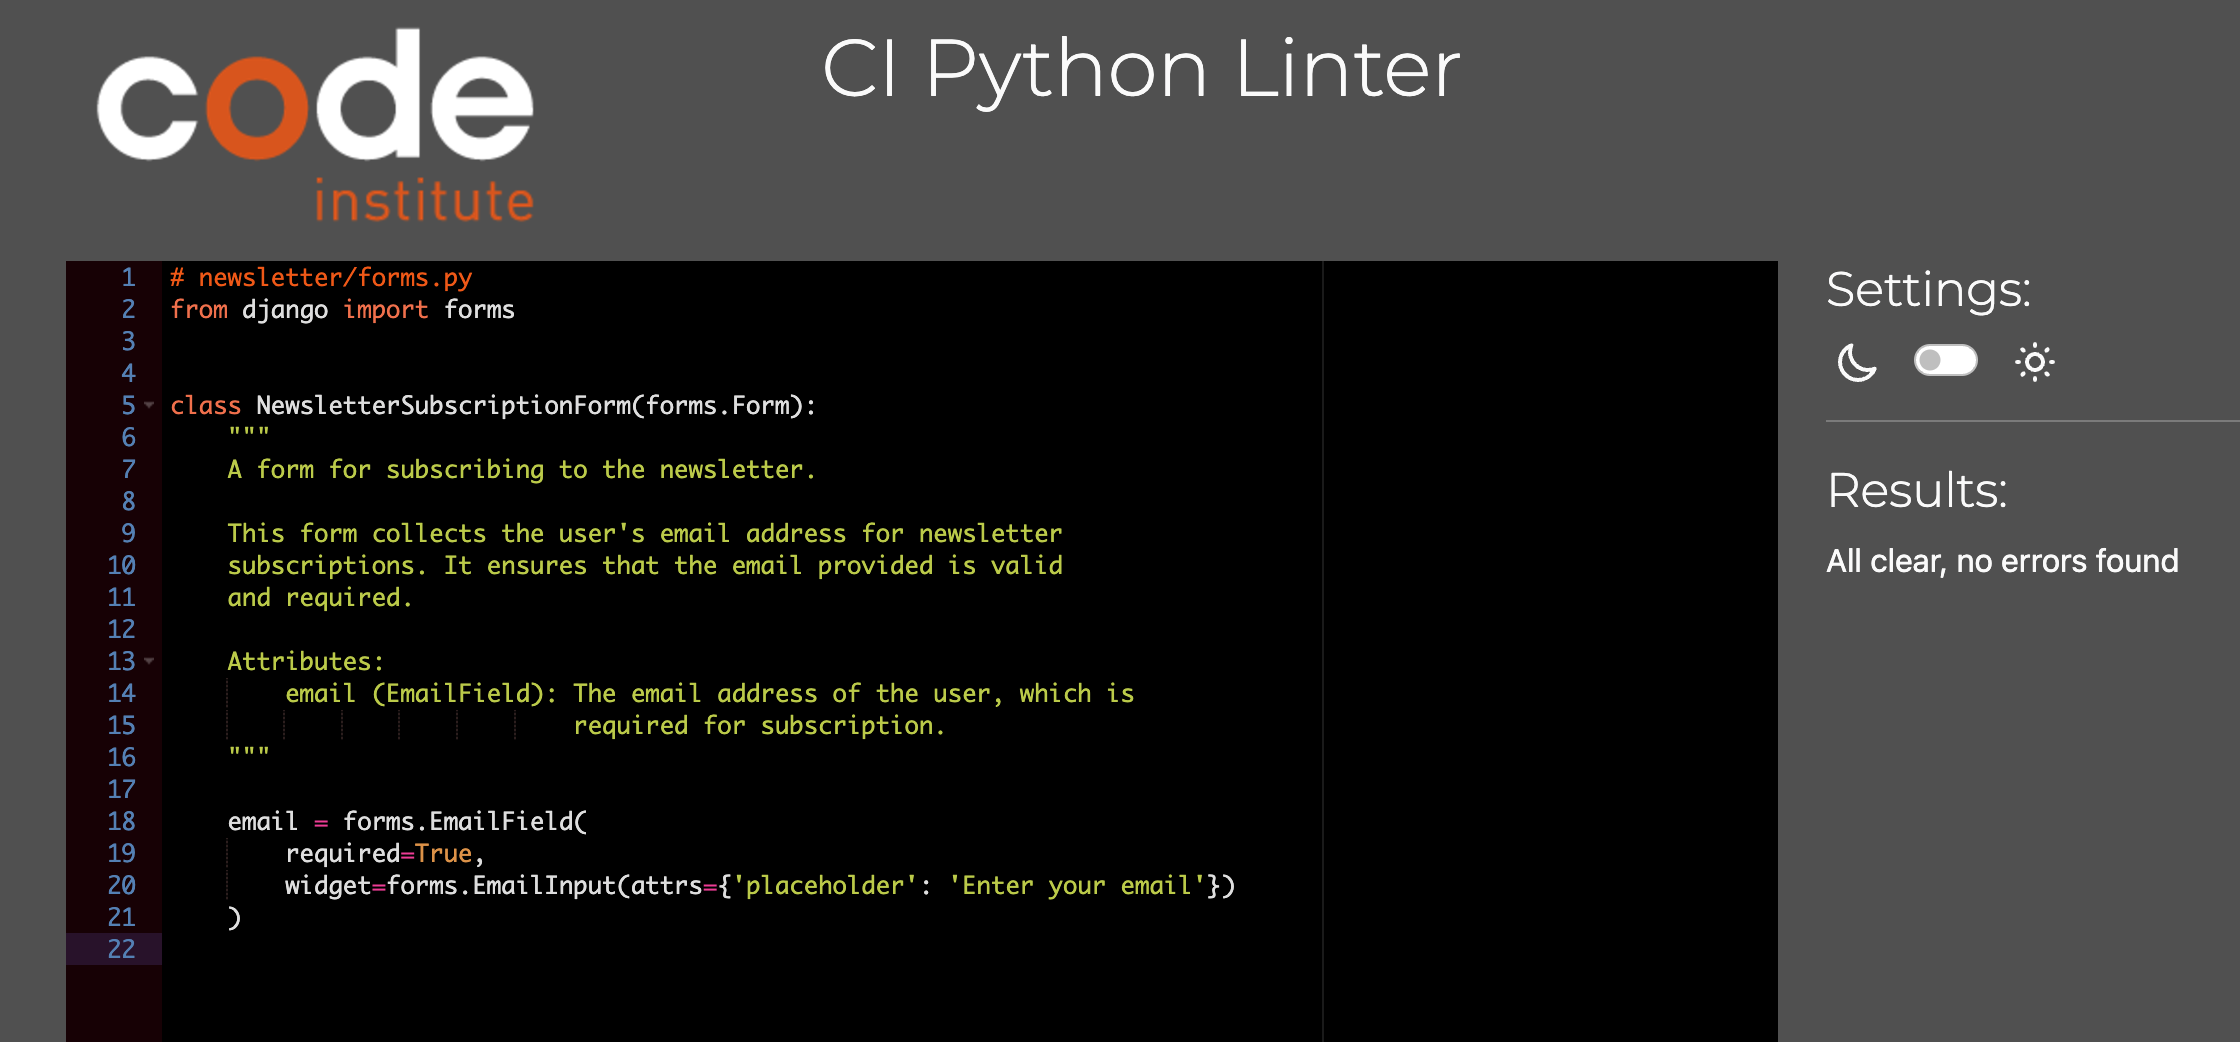 code
institute
CI Python Linter
1 # newsletter/forms.py
2 from django import forms
3
4
5 class NewsletterSubscriptionForm(forms.Form):
6     """
7     A form for subscribing to the newsletter.
8
9     This form collects the user's email address for newsletter
10     subscriptions. It ensures that the email provided is valid
11     and required.
12
13     Attributes:
14         email (EmailField): The email address of the user, which is
15                             required for subscription.
16     """
17
18     email = forms.EmailField(
19         required=True,
20         widget=forms.EmailInput(attrs={'placeholder': 'Enter your email'})
21     )
22
Settings:
Results:
All clear, no errors found